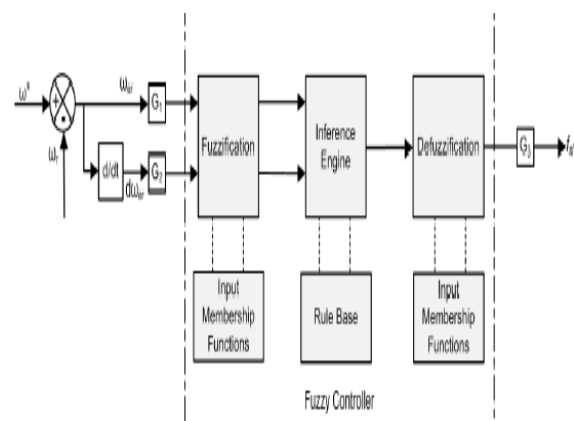 ω*
+
-
ωr
d/dt
dωer
G1
G2
Fuzzification
Inference
Engine
Defuzzification
G3
Input
Membership
Functions
Rule Base
Input
Membership
Functions
Fuzzy Controller